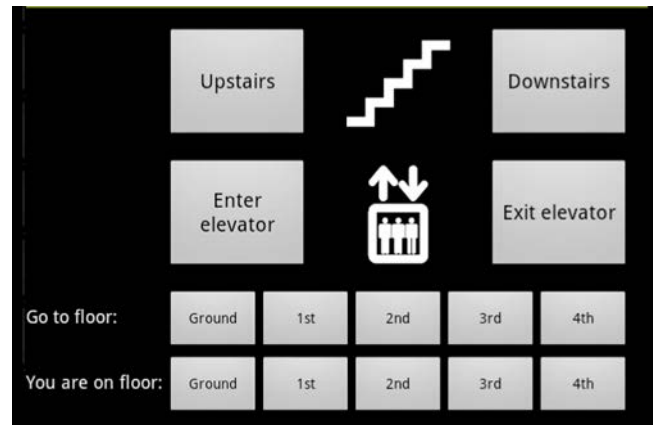 Upstairs
Downstairs
Enter
elevator
Exit elevator
Go to floor: Ground 1st 2nd 3rd 4th
You are on floor: Ground 1st 2nd 3rd 4th